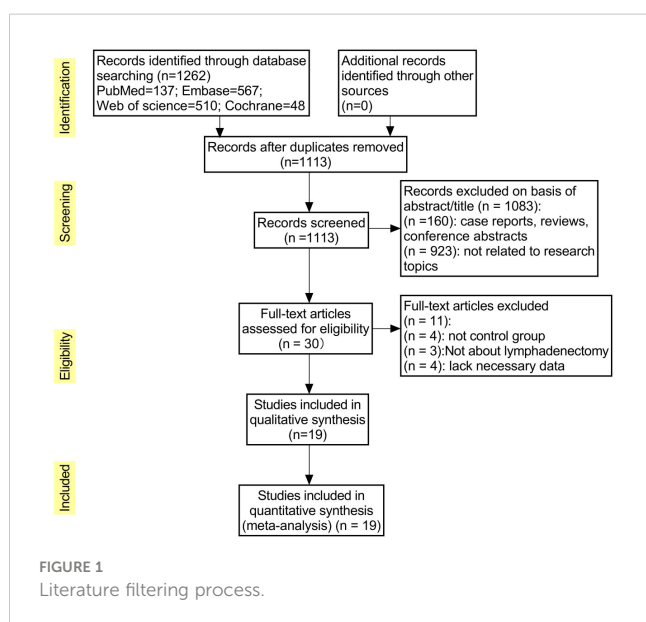 Identification
Records identified through database
searching (n=1262)
PubMed=137; Embase=567;
Web of science=510; Cochrane=48
Additional records
identified through other
sources
(n=0)
Records after duplicates removed
(n=1113)
Screening
Records screened
(n =1113)
Records excluded on basis of
abstract/title (n = 1083):
(n =160): case reports, reviews,
conference abstracts
(n = 923): not related to research
topics
Eligibility
Full-text articles
assessed for eligibility
(n = 30）
Full-text articles excluded
(n = 11):
(n = 4): not control group
(n = 3):Not about lymphadenectomy
(n = 4): lack necessary data
Studies included in
qualitative synthesis
(n=19)
Included
Studies included in
quantitative synthesis
(meta-analysis) (n = 19)
FIGURE 1
Literature filtering process.